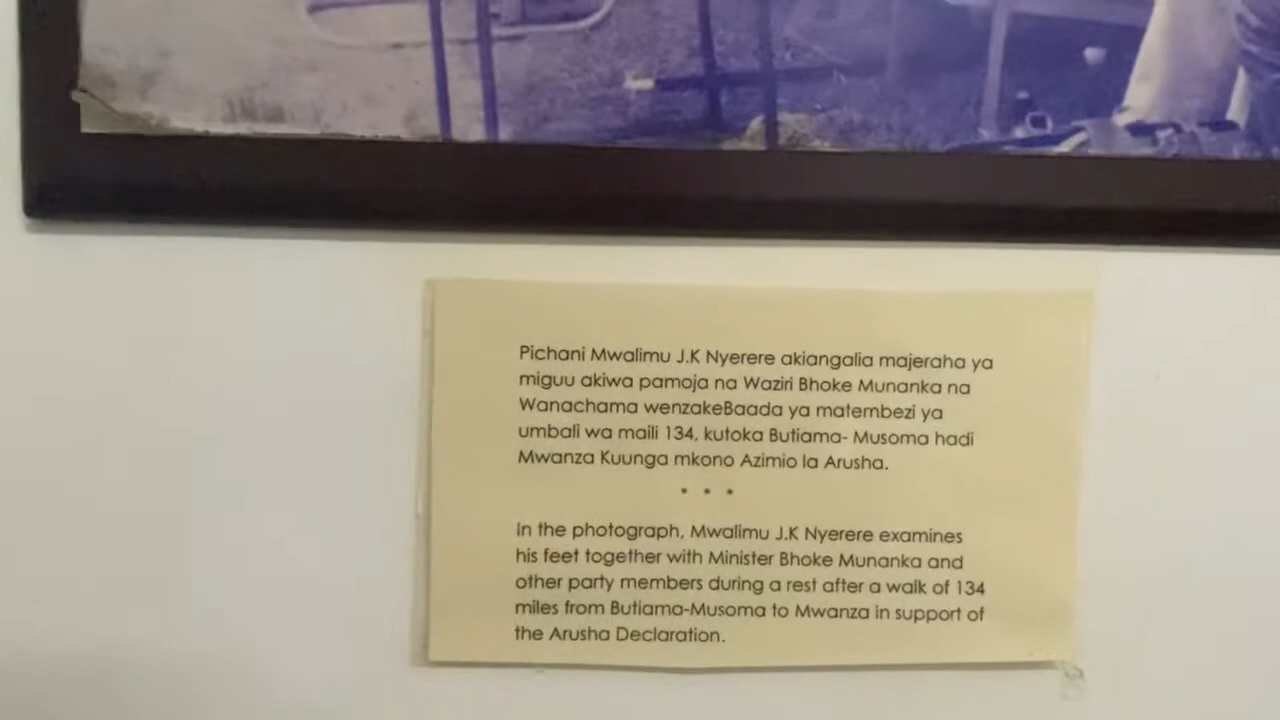 Pichani Mwalimu J.K Nyerere akiangalia majeraha ya
miguu akiwa pamoja na Waziri Bhoke Munanka na
Wanachama wenzakeBaada ya matembezi ya
umbali wa maili 134, kutoka Butiama- Musoma hadi
Mwanza Kuunga mkono Azimio la Arusha.
* * *
In the photograph, Mwalimu J.K Nyerere examines
his feet together with Minister Bhoke Munanka and
other party members during a rest after a walk of 134
miles from Butiama-Musoma to Mwanza in support of
the Arusha Declaration.